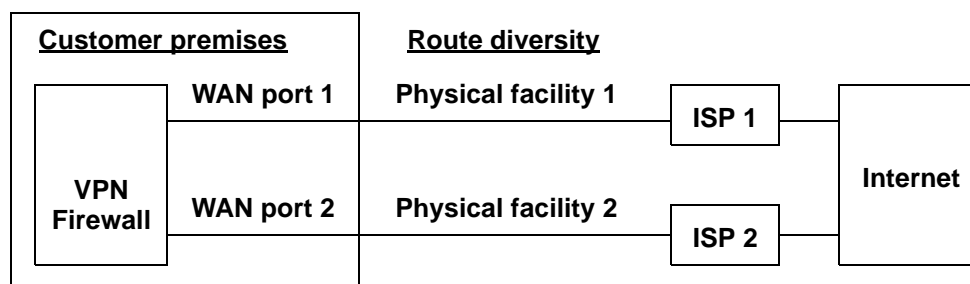 Customer premises
Route diversity
WAN port 1
Physical facility 1
ISP 1
VPN
Firewall
Internet
WAN port 2
Physical facility 2
ISP 2